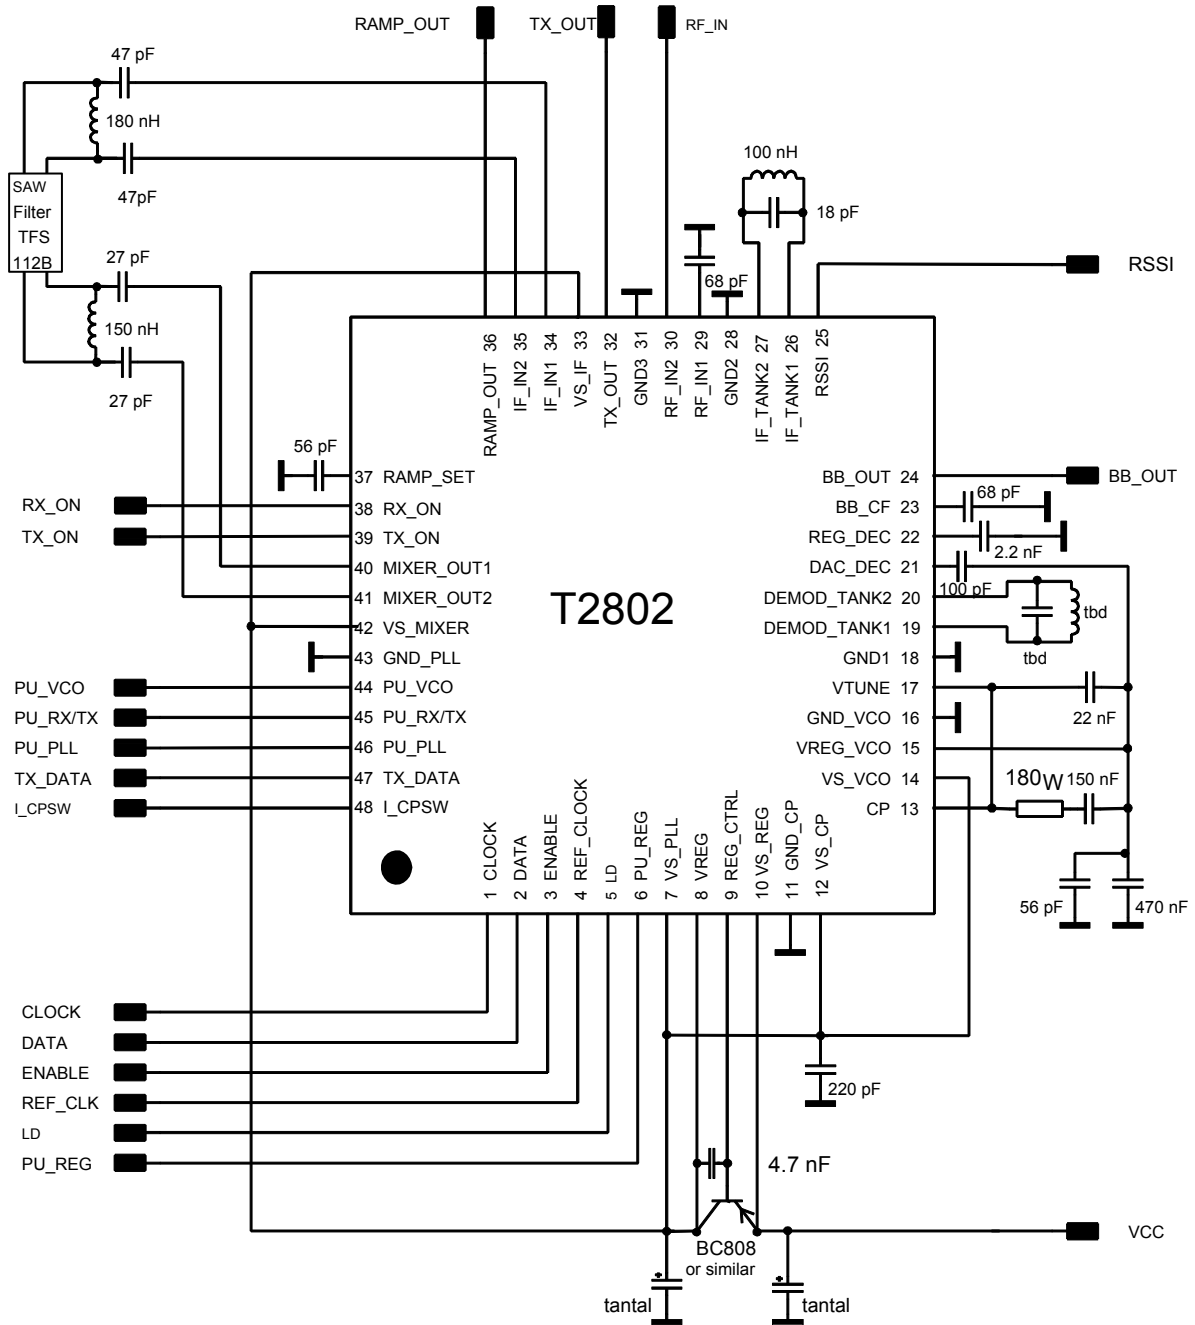 RAMP_OUT TX_OUT RF_IN
47 pF
180 nH
47pF
SAW
Filter
TFS
112B
27 pF
150 nH
27 pF
100 nH
18 pF
68 pF
RSSI
RAMP_OUT 36
IF_IN2 35
IF_IN1 34
VS_IF 33
TX_OUT 32
GND3 31
RF_IN2 30
RF_IN1 29
GND2 28
IF_TANK2 27
IF_TANK1 26
RSSI 25
56 pF
RX_ON
TX_ON
PU_VCO
PU_RX/TX
PU_PLL
TX_DATA
I_CPSW
37 RAMP_SET
38 RX_ON
39 TX_ON
40 MIXER_OUT1
41 MIXER_OUT2
42 VS_MIXER
43 GND_PLL
44 PU_VCO
45 PU_RX/TX
46 PU_PLL
47 TX_DATA
48 I_CPSW
T2802
BB_OUT 24
BB_CF 23
REG_DEC 22
DAC_DEC 21
DEMOD_TANK2 20
DEMOD_TANK1 19
GND1 18
VTUNE 17
GND_VCO 16
VREG_VCO 15
VS_VCO 14
CP 13
BB_OUT
68 pF
2.2 nF
100 pF
tbd
tbd
22 nF
180W 150 nF
56 pF
470 nF
1 CLOCK
2 DATA
3 ENABLE
4 REF_CLOCK
5 LD
6 PU_REG
7 VS_PLL
8 VREG
9 REG_CTRL
10 VS_REG
11 GND_CP
12 VS_CP
CLOCK
DATA
ENABLE
REF_CLK
LD
PU_REG
220 pF
4.7 nF
BC808
or similar
VCC
+
tantal
+
tantal